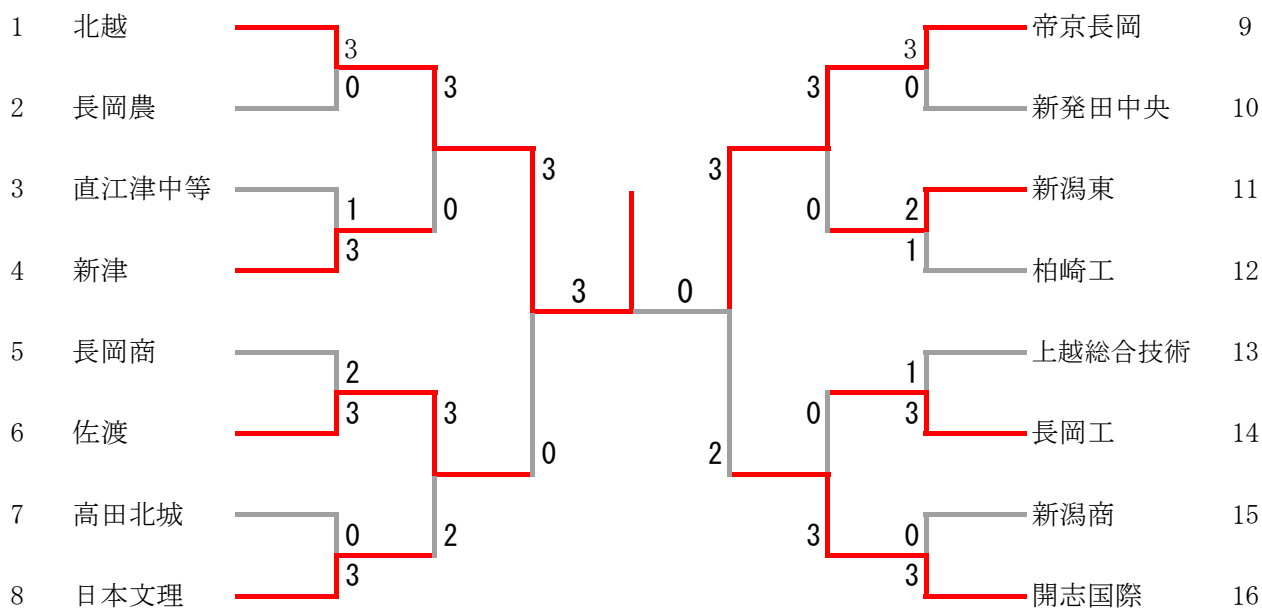 1 北越 3 帝京長岡 9
3
0 3 3 0
2 長岡農 新発田中央 10
3 3
3 直江津中等 新潟東 11
1 0 0 2
3 1
4 新津 柏崎工 12
3 0
5 長岡商 上越総合技術 13
2 1
3 3 0 3
6 佐渡 長岡工 14
0 2
7 高田北城 新潟商 15
0 2 3 0
3 3
8 日本文理 開志国際 16